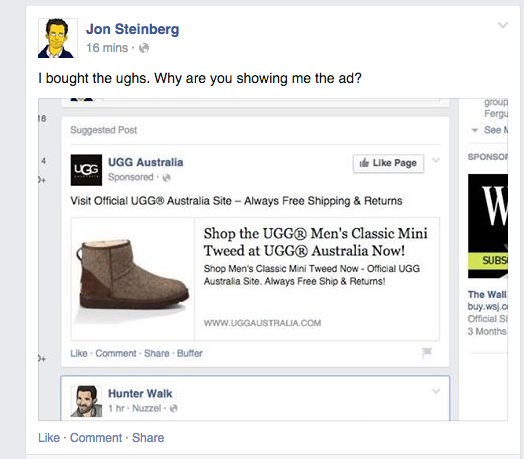 Jon Steinberg
16 mins ·
I bought the ughs. Why are you showing me the ad?
18
group
Fergu
Suggested Post
See M
4
UGG Australia
Like Page
SPONSO
UGG
Sponsored ·
Visit Official UGG® Australia Site – Always Free Shipping & Returns
W
Shop the UGG® Men's Classic Mini
Tweed at UGG® Australia Now!
Shop Men's Classic Mini Tweed Now - Official UGG
Australia Site. Always Free Ship & Returns!
SUBS
The Wall
buy.wsj.co
WWW.UGGAUSTRALIA.COM
Official Si
3 Months
Like · Comment · Share · Buffer
Hunter Walk
1 hr · Nuzzel ·
Like · Comment · Share